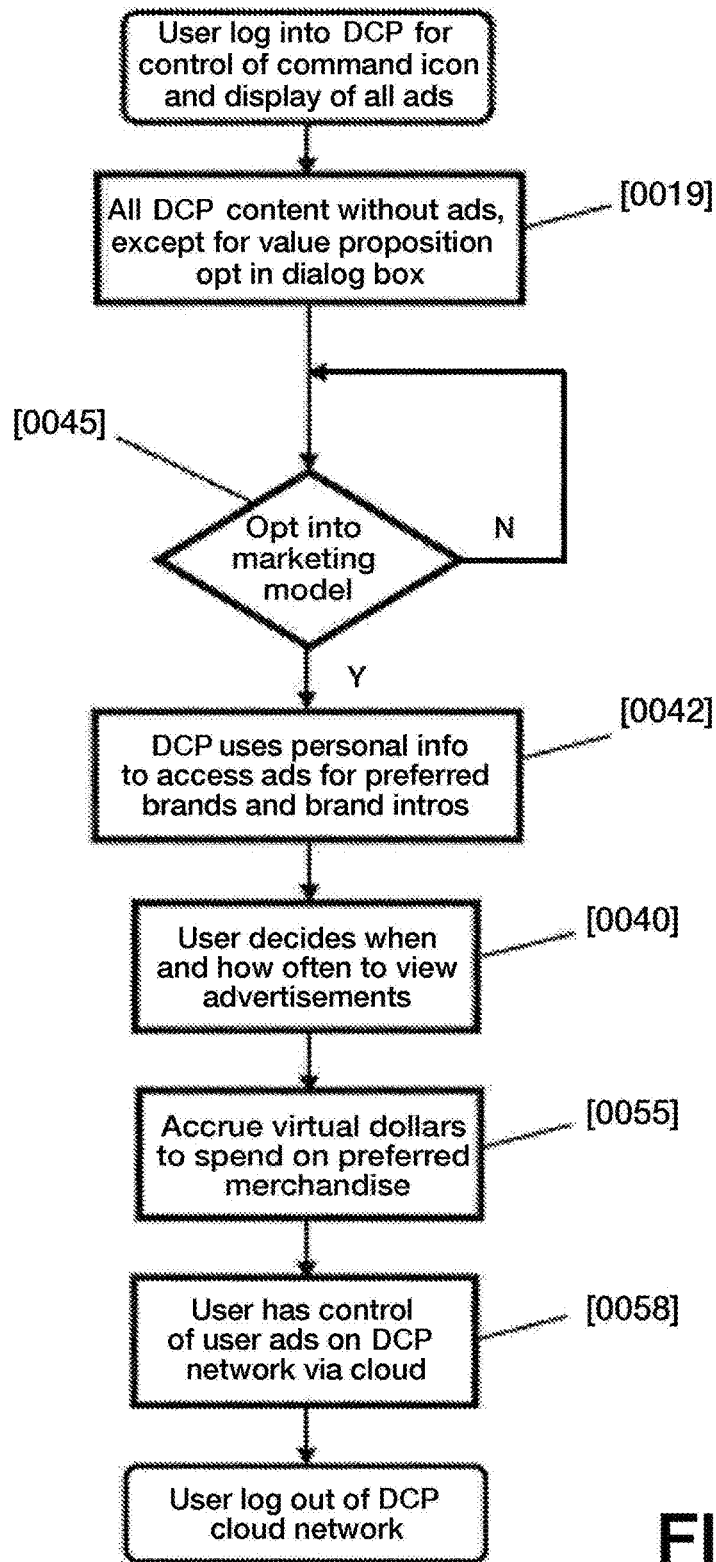 User log into DCP for
control of command icon
and display of all ads
All DCP content without ads,
except for value proposition
opt in dialog box
[0019]
[0045]
Opt into
marketing
model
N
Y
DCP uses personal info
to access ads for preferred
brands and brand intros
[0042]
User decides when
and how often to view
advertisements
[0040]
Accrue virtual dollars
to spend on preferred
merchandise
[0055]
User has control
of user ads on DCP
network via cloud
[0058]
User log out of DCP
cloud network